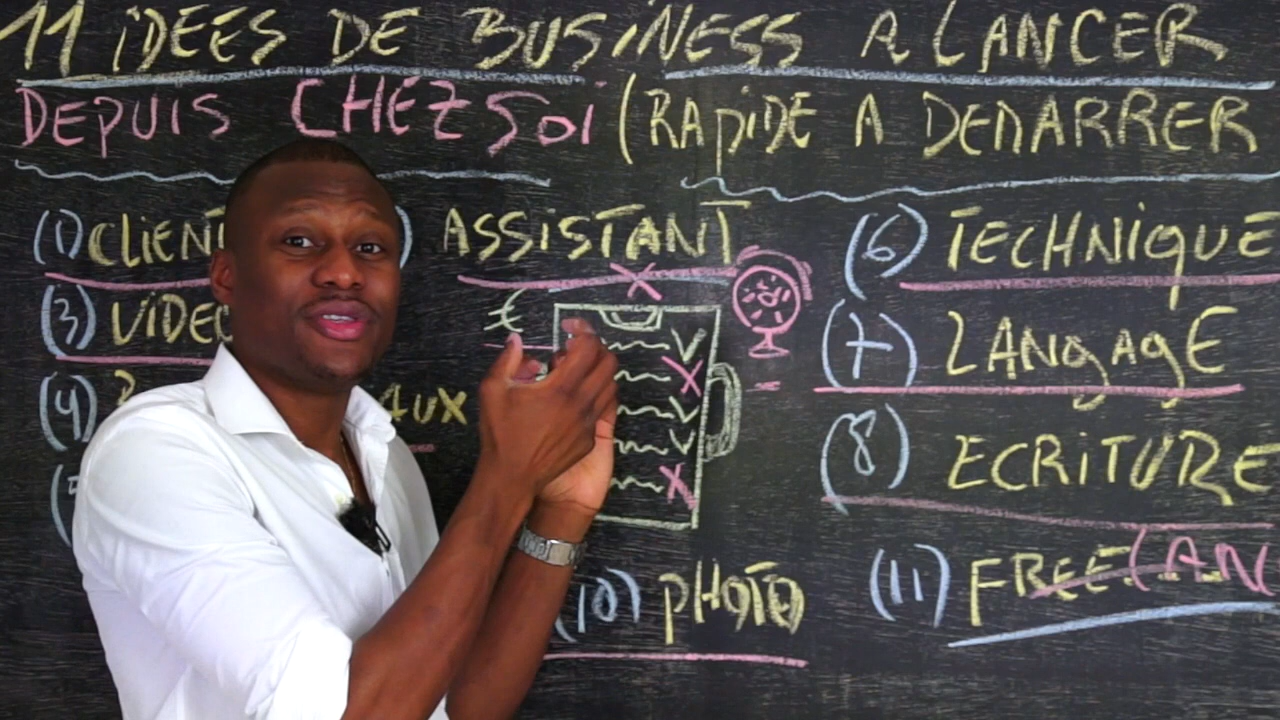 11 iDEES DE BUSiNESS A LANCER
DEPUIS CHEZ SOi (RAPiDE A DEMARRER
(1) CLiENT
) ASSiSTANT
(3) ViDEO
(4)
AUX
€
(6) TECHNiQUE
(7) LANgAgE
(8) ECRiTURE
(10) PHOTO
(11) FREELAN